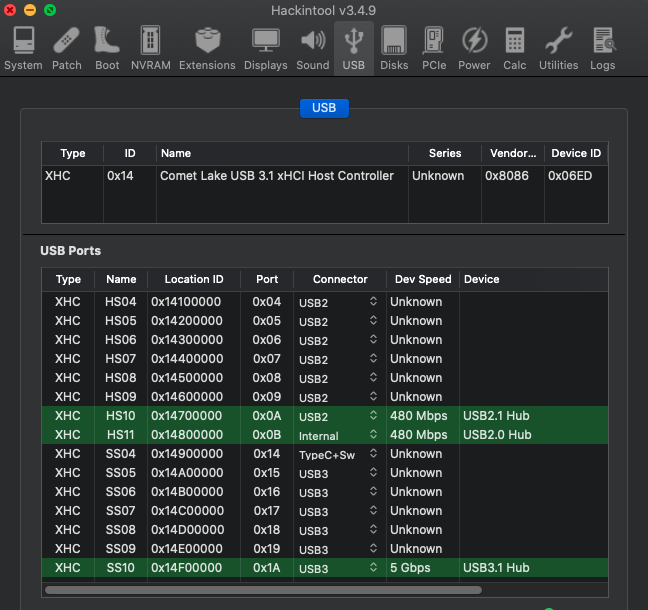 Hackintool v3.4.9
System Patch Boot NVRAM Extensions Displays Sound USB Disks PCIe Power Calc Utilities Logs
USB
Type ID Name Series Vendor... Device ID
XHC 0x14 Comet Lake USB 3.1 xHCI Host Controller Unknown 0x8086 0x06ED
USB Ports
Type Name Location ID Port Connector Dev Speed Device
XHC HS04 0x14100000 0x04 USB2 Unknown
XHC HS05 0x14200000 0x05 USB2 Unknown
XHC HS06 0x14300000 0x06 USB2 Unknown
XHC HS07 0x14400000 0x07 USB2 Unknown
XHC HS08 0x14500000 0x08 USB2 Unknown
XHC HS09 0x14600000 0x09 USB2 Unknown
XHC HS10 0x14700000 0x0A USB2 480 Mbps USB2.1 Hub
XHC HS11 0x14800000 0x0B Internal 480 Mbps USB2.0 Hub
XHC SS04 0x14900000 0x14 TypeC+Sw Unknown
XHC SS05 0x14A00000 0x15 USB3 Unknown
XHC SS06 0x14B00000 0x16 USB3 Unknown
XHC SS07 0x14C00000 0x17 USB3 Unknown
XHC SS08 0x14D00000 0x18 USB3 Unknown
XHC SS09 0x14E00000 0x19 USB3 Unknown
XHC SS10 0x14F00000 0x1A USB3 5 Gbps USB3.1 Hub